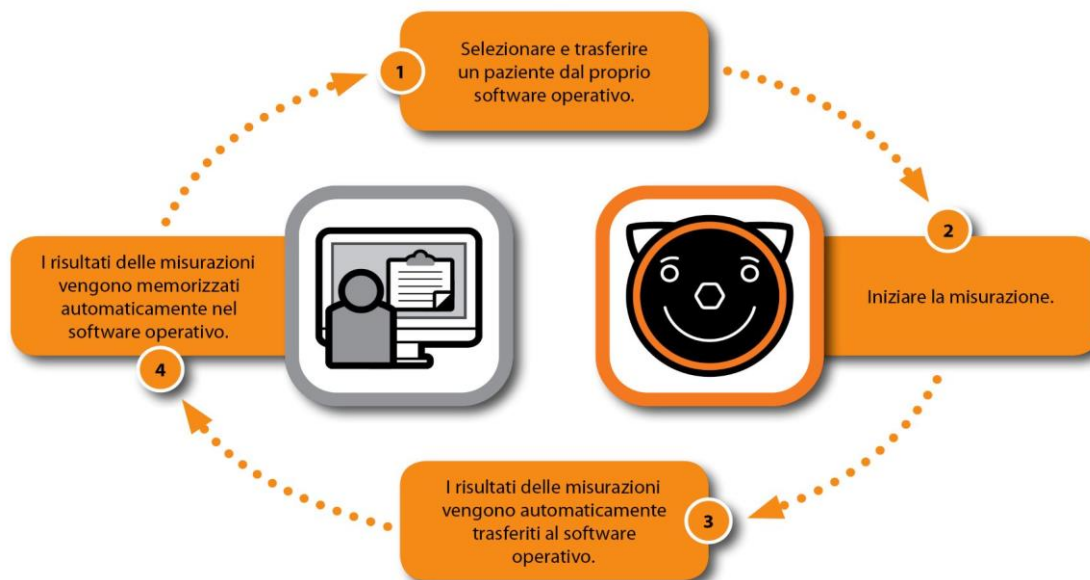 1
Selezionare e trasferire
un paziente dal proprio
software operativo.
2
Iniziare la misurazione.
3
I risultati delle misurazioni
vengono automaticamente
trasferiti al software
operativo.
4
I risultati delle misurazioni
vengono memorizzati
automaticamente nel
software operativo.